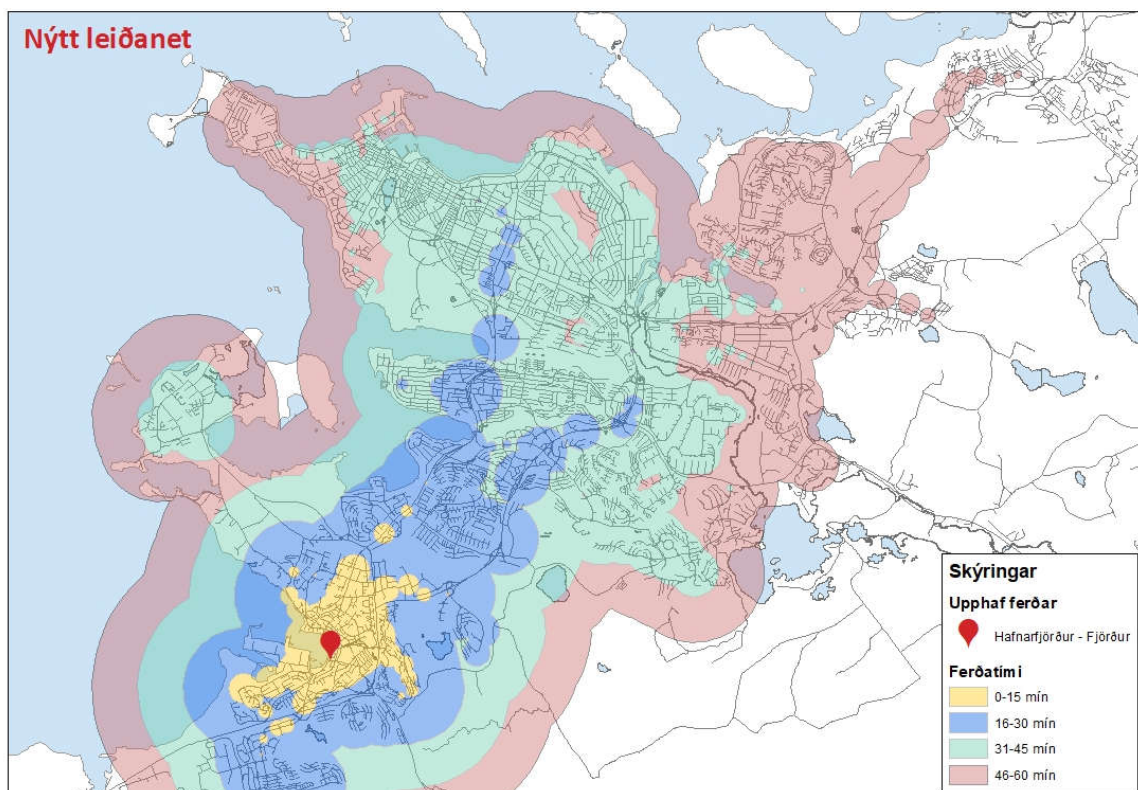 Nýtt leiðanet
Skýringar
Upphaf ferðar
Hafnarfjörður - Fjörður
Ferðatími
0-15 mín
16-30 mín
31-45 mín
46-60 mín